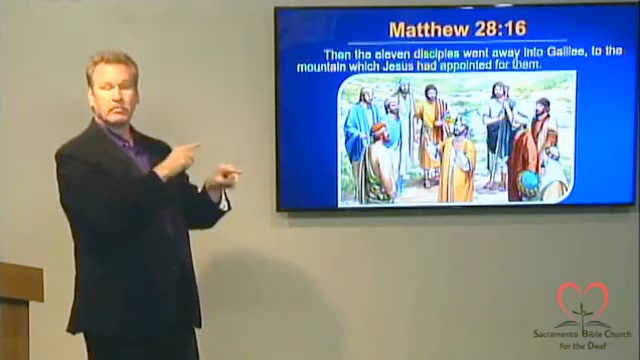 Matthew 28:16
Then the eleven disciples went away into Galilee, to the
mountain which Jesus had appointed for them.
Sacramento Bible Church
for the Deaf